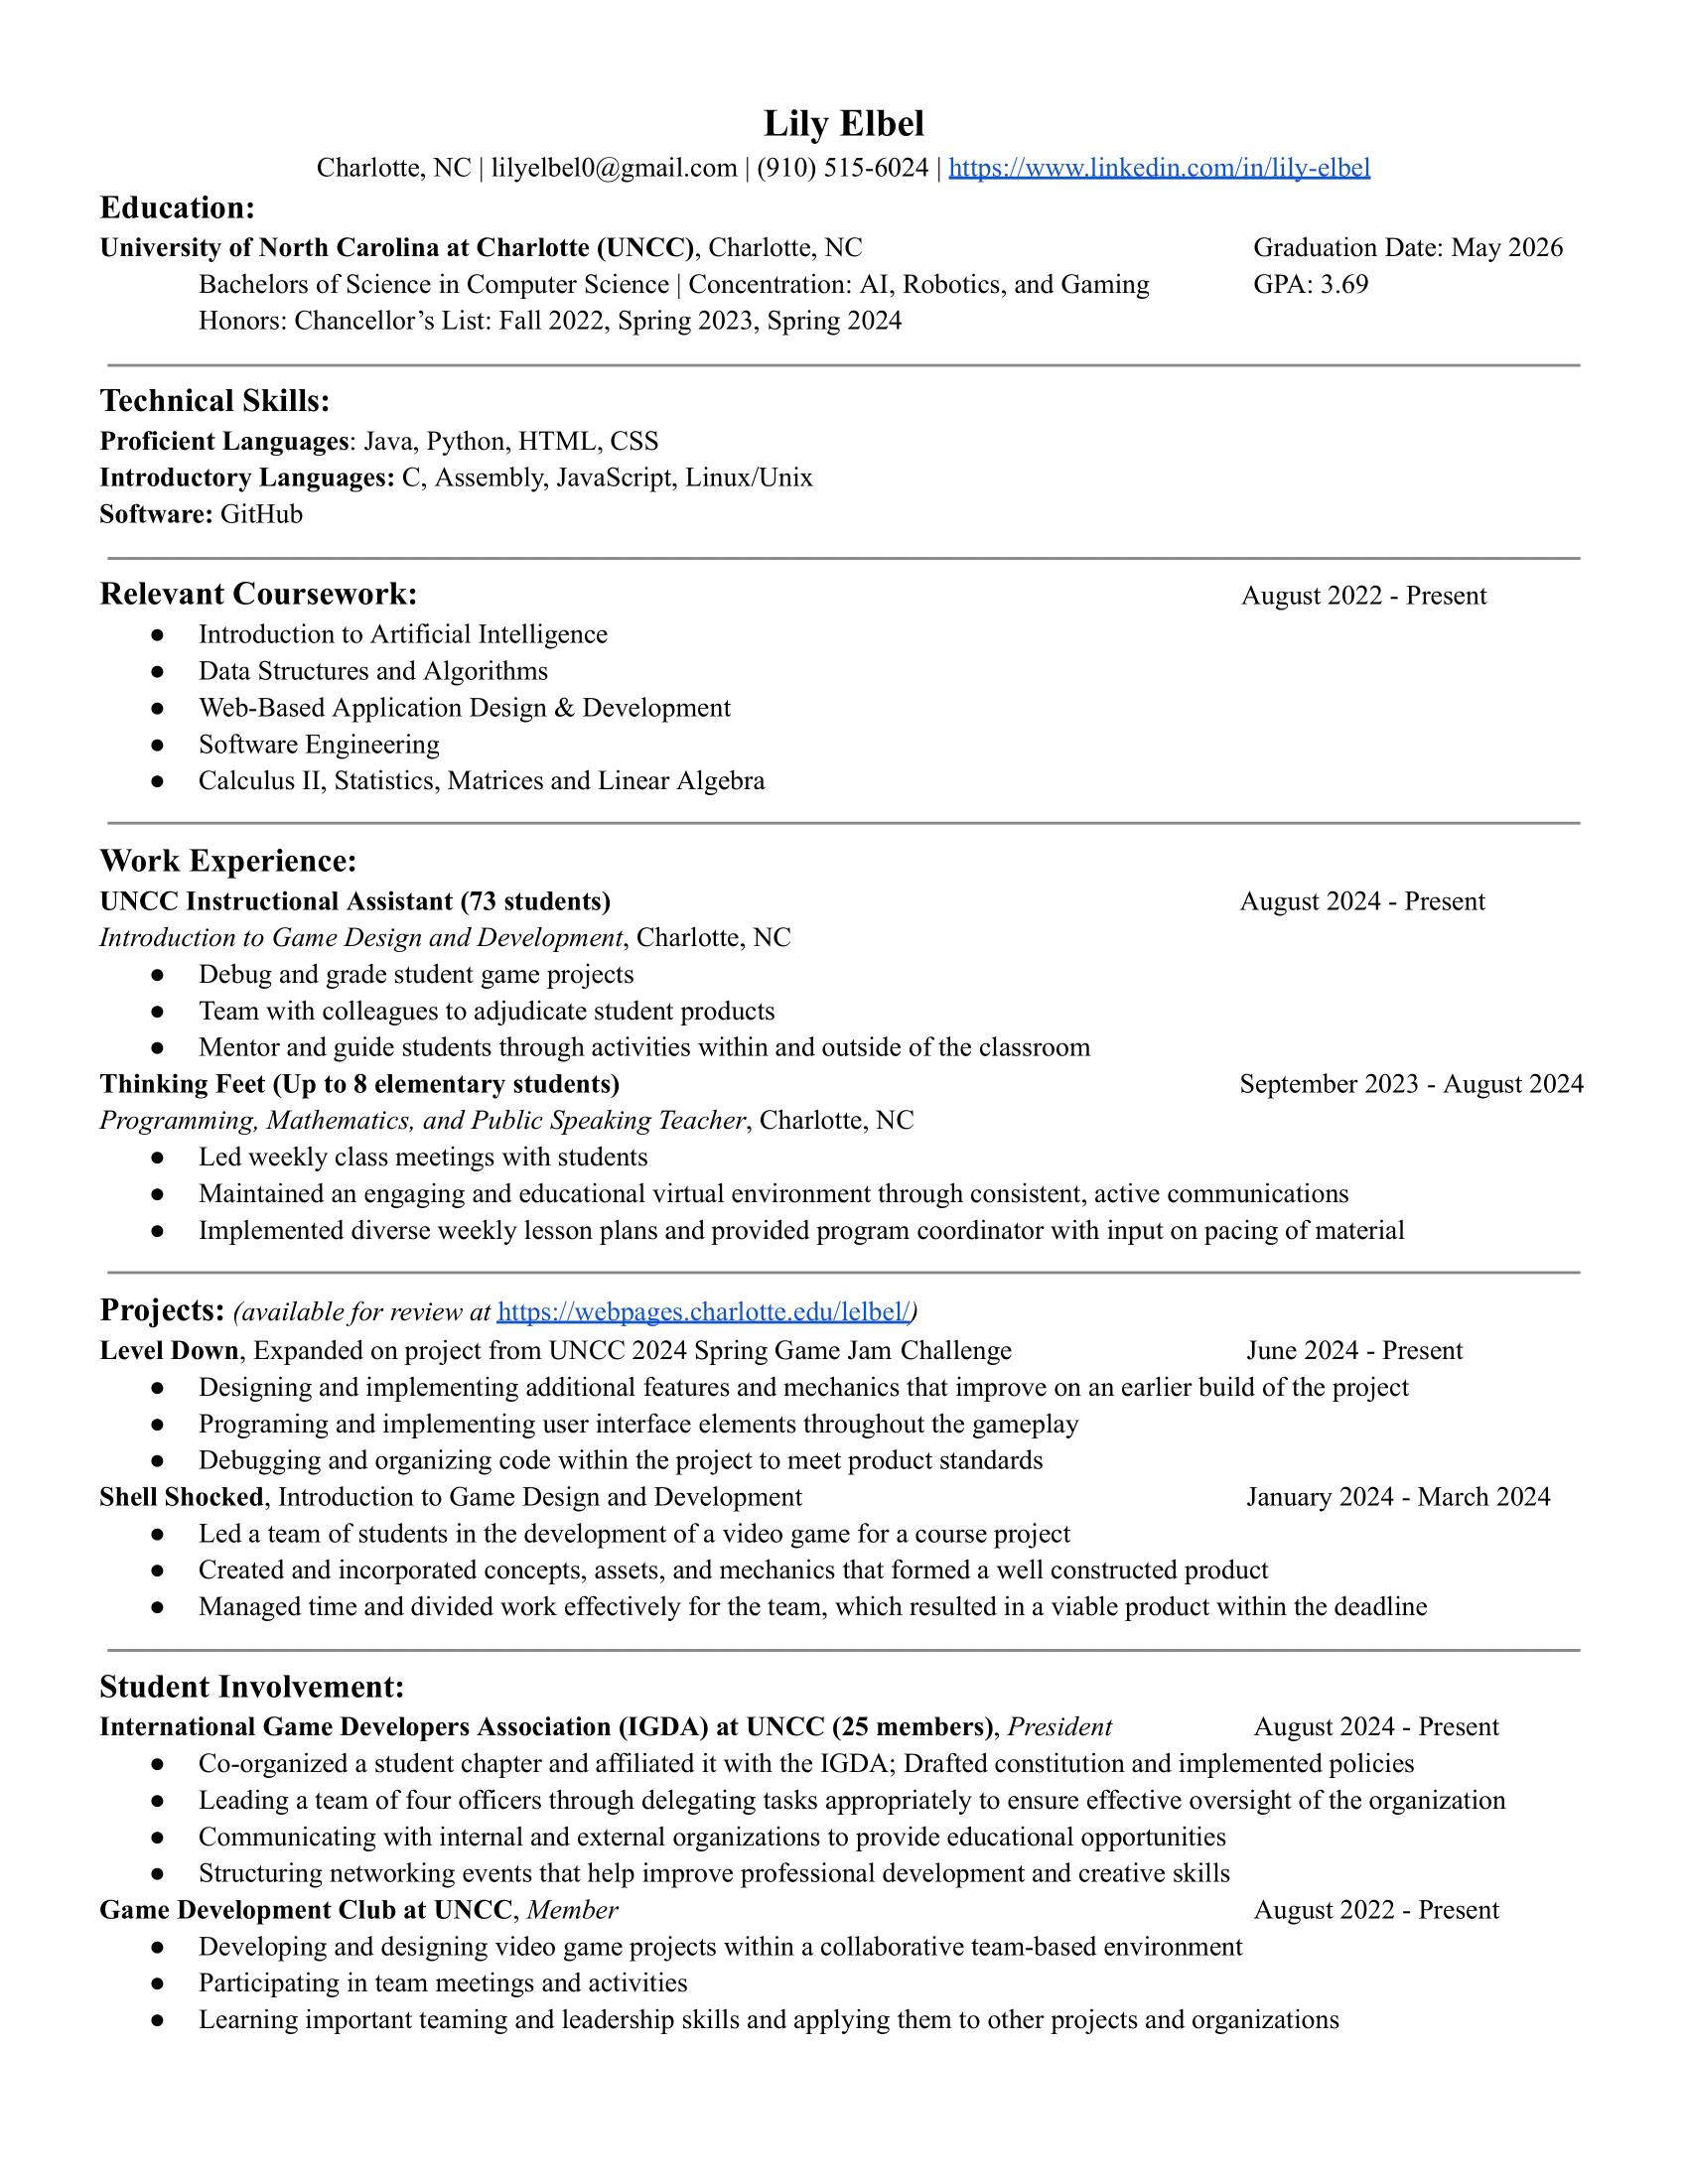 Lily Elbel
Charlotte, NC | lilyelbel0@gmail.com | (910) 515-6024 | https://www.linkedin.com/in/lily-elbel
Education:
University of North Carolina at Charlotte (UNCC), Charlotte, NC Graduation Date: May 2026
Bachelors of Science in Computer Science | Concentration: AI, Robotics, and Gaming GPA: 3.69
Honors: Chancellor’s List: Fall 2022, Spring 2023, Spring 2024
Technical Skills:
Proficient Languages: Java, Python, HTML, CSS
Introductory Languages: C, Assembly, JavaScript, Linux/Unix
Software: GitHub
Relevant Coursework: August 2022 - Present
● Introduction to Artificial Intelligence
● Data Structures and Algorithms
● Web-Based Application Design & Development
● Software Engineering
● Calculus II, Statistics, Matrices and Linear Algebra
Work Experience:
UNCC Instructional Assistant (73 students) August 2024 - Present
Introduction to Game Design and Development, Charlotte, NC
● Debug and grade student game projects
● Team with colleagues to adjudicate student products
● Mentor and guide students through activities within and outside of the classroom
Thinking Feet (Up to 8 elementary students) September 2023 - August 2024
Programming, Mathematics, and Public Speaking Teacher, Charlotte, NC
● Led weekly class meetings with students
● Maintained an engaging and educational virtual environment through consistent, active communications
● Implemented diverse weekly lesson plans and provided program coordinator with input on pacing of material
Projects: (available for review at https://webpages.charlotte.edu/lelbel/)
Level Down, Expanded on project from UNCC 2024 Spring Game Jam Challenge June 2024 - Present
● Designing and implementing additional features and mechanics that improve on an earlier build of the project
● Programing and implementing user interface elements throughout the gameplay
● Debugging and organizing code within the project to meet product standards
Shell Shocked, Introduction to Game Design and Development January 2024 - March 2024
● Led a team of students in the development of a video game for a course project
● Created and incorporated concepts, assets, and mechanics that formed a well constructed product
● Managed time and divided work effectively for the team, which resulted in a viable product within the deadline
Student Involvement:
International Game Developers Association (IGDA) at UNCC (25 members), President August 2024 - Present
● Co-organized a student chapter and affiliated it with the IGDA; Drafted constitution and implemented policies
● Leading a team of four officers through delegating tasks appropriately to ensure effective oversight of the organization
● Communicating with internal and external organizations to provide educational opportunities
● Structuring networking events that help improve professional development and creative skills
Game Development Club at UNCC, Member August 2022 - Present
● Developing and designing video game projects within a collaborative team-based environment
● Participating in team meetings and activities
● Learning important teaming and leadership skills and applying them to other projects and organizations